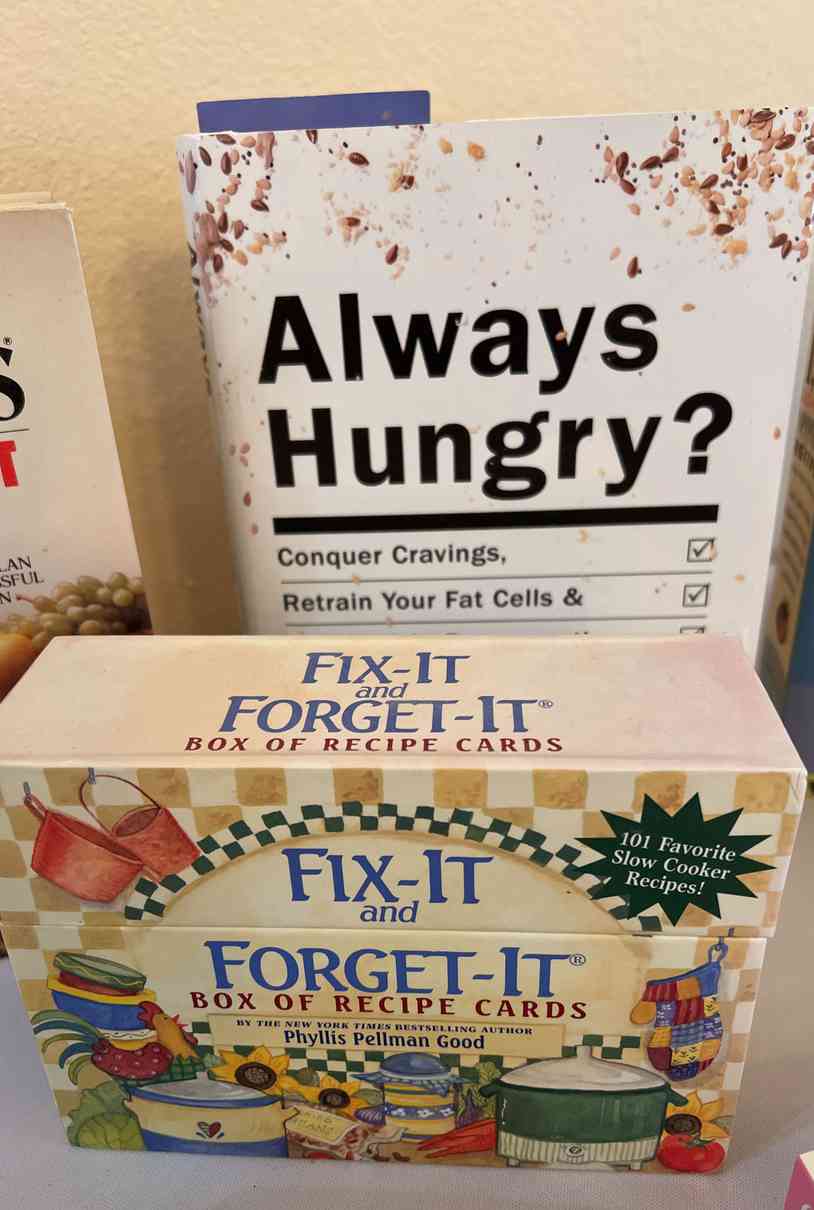 Always
Hungry?
Conquer Cravings,
Retrain Your Fat Cells &
FIX-IT
and
FORGET-IT®
BOX OF RECIPE CARDS
101 Favorite
Slow Cooker
Recipes!
FIX-IT
and
FORGET-IT®
BOX OF RECIPE CARDS
BY THE NEW YORK TIMES BESTSELLING AUTHOR
Phyllis Pellman Good